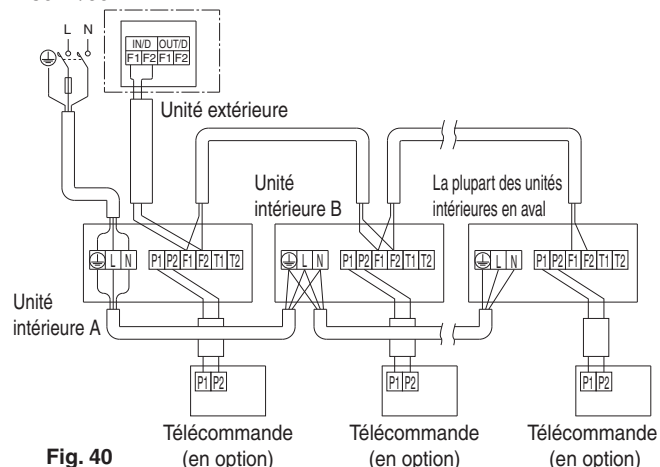 L N
IN/D OUT/D
F1 F2 F1 F2
Unité extérieure
Unité
intérieure B
La plupart des unités
intérieures en aval
L N P1 P2 F1 F2 T1 T2
L N P1 P2 F1 F2 T1 T2
L N P1 P2 F1 F2 T1 T2
Unité
intérieure A
P1 P2
P1 P2
P1 P2
Télécommande
(en option)
Télécommande
(en option)
Télécommande
(en option)
Fig. 40